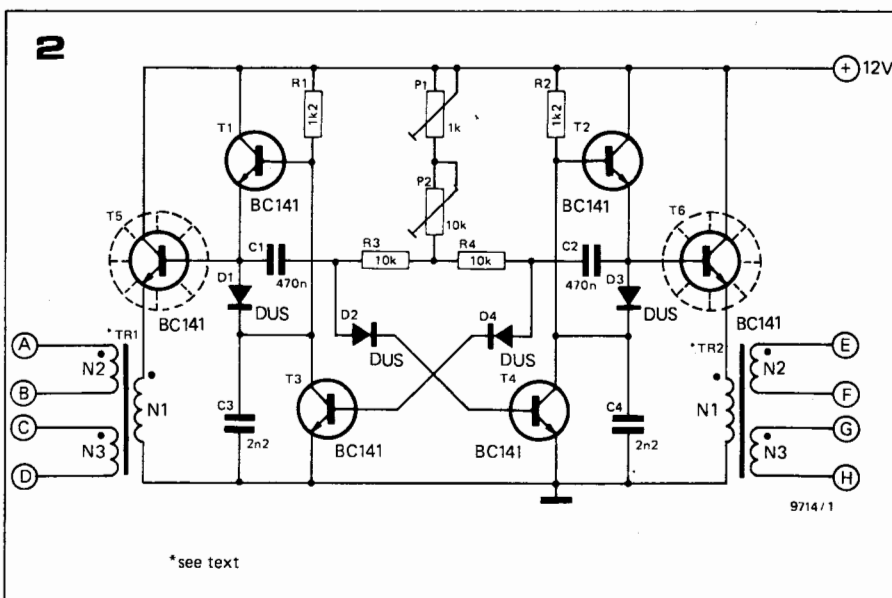 2
+ 12V
R1
1k2
P1
1k
R2
1k2
T1
BC141
T2
BC141
P2
10k
T5
BC141
C1
470n
R3
10k
R4
10k
C2
470n
T6
BC141
D1
DUS
D2
DUS
D4
DUS
D3
DUS
*TR1
*TR2
A
N2
B
C
N3
D
N1
T3
BC141
T4
BC141
C3
2n2
C4
2n2
N1
E
N2
F
G
N3
H
9714/1
*see text